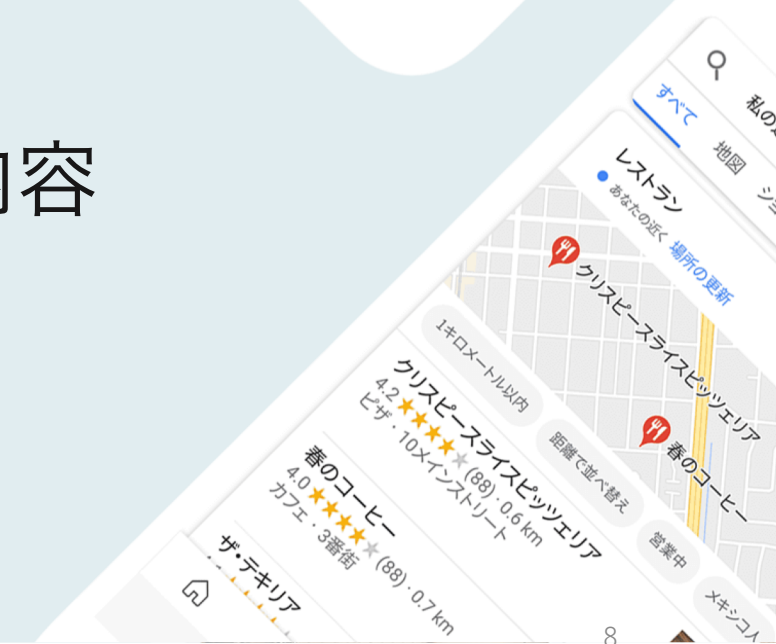 容
すべて
地図
レストラン
あなたの近く 場所の更新
クリスピースライスピッツェリア
春のコーヒー
1キロメートル以内
距離で並べ替え
営業中
クリスピースライスピッツェリア
4.2 (88) · 0.6 km
ピザ · 10メインストリート
春のコーヒー
4.0 (88) · 0.7 km
カフェ · 3番街
ザ・テキリア